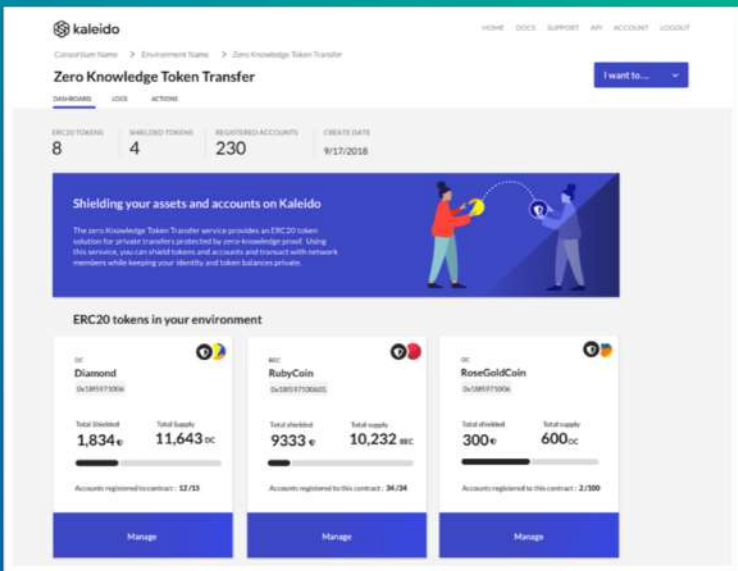 kaleido
HOME DOCS SUPPORT API ACCOUNT LOGOUT
Consortium Name > Environment Name > Zero Knowledge Token Transfer
Zero Knowledge Token Transfer
I want to....
DASHBOARD LOGS ACTIONS
ERC20 TOKENS SHIELDED TOKENS REGISTERED ACCOUNTS CREATE DATE
8 4 230 9/17/2018
Shielding your assets and accounts on Kaleido
The zero Knowledge Token Transfer service provides an ERC20 token
solution for private transfers protected by zero-knowledge proof. Using
this service, you can shield tokens and accounts and transact with network
members while keeping your identity and token balances private.
ERC20 tokens in your environment
DC
Diamond
Total Shielded Total Supply
1,834 11,643 DC
Accounts registered to contract : 12/15
Manage
RubyCoin
Total shielded Total supply
9333 10,232
Accounts registered to this contract : 34/34
Manage
RoseGoldCoin
Total shielded Total supply
300 600
Accounts registered to this contract : 2/100
Manage